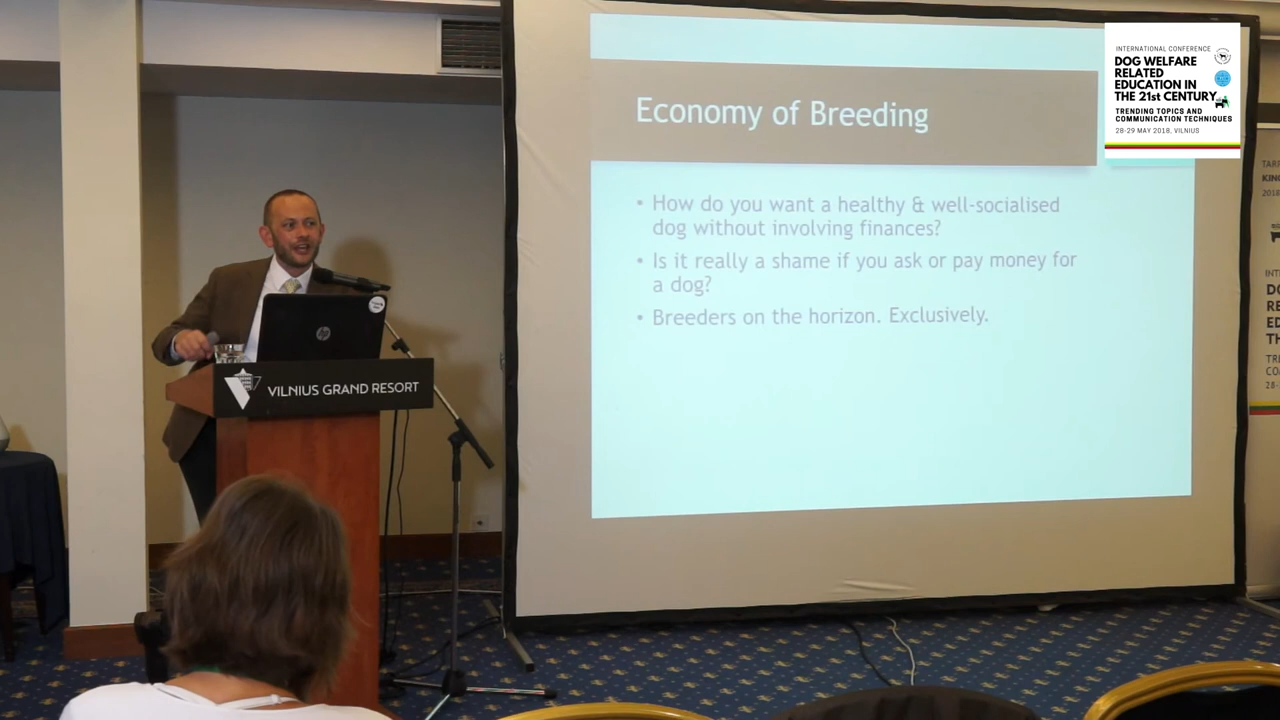 INTERNATIONAL CONFERENCE
DOG WELFARE
RELATED
EDUCATION IN
THE 21st CENTURY
TRENDING TOPICS AND
COMMUNICATION TECHNIQUES
28-29 MAY 2018, VILNIUS
Economy of Breeding
• How do you want a healthy & well-socialised
dog without involving finances?
• Is it really a shame if you ask or pay money for
a dog?
• Breeders on the horizon. Exclusively.
hp
VILNIUS GRAND RESORT